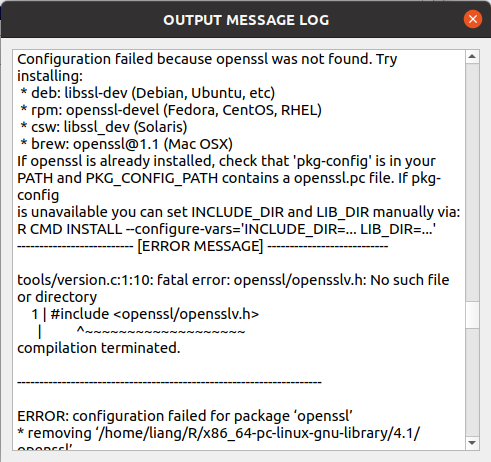 OUTPUT MESSAGE LOG
Configuration failed because openssl was not found. Try
installing:
* deb: libssl-dev (Debian, Ubuntu, etc)
* rpm: openssl-devel (Fedora, CentOS, RHEL)
* csw: libssl_dev (Solaris)
* brew: openssl@1.1 (Mac OSX)
If openssl is already installed, check that 'pkg-config' is in your
PATH and PKG_CONFIG_PATH contains a openssl.pc file. If pkg-
config
is unavailable you can set INCLUDE_DIR and LIB_DIR manually via:
R CMD INSTALL --configure-vars='INCLUDE_DIR=... LIB_DIR=...'
-------------------------- [ERROR MESSAGE] ---------------------------
tools/version.c:1:10: fatal error: openssl/opensslv.h: No such file
or directory
1 | #include <openssl/opensslv.h>
| ^~~~~~~~~~~~~~~~~~~~
compilation terminated.
--------------------------------------------------------------------
ERROR: configuration failed for package ‘openssl’
* removing ‘/home/liang/R/x86_64-pc-linux-gnu-library/4.1/
openssl’